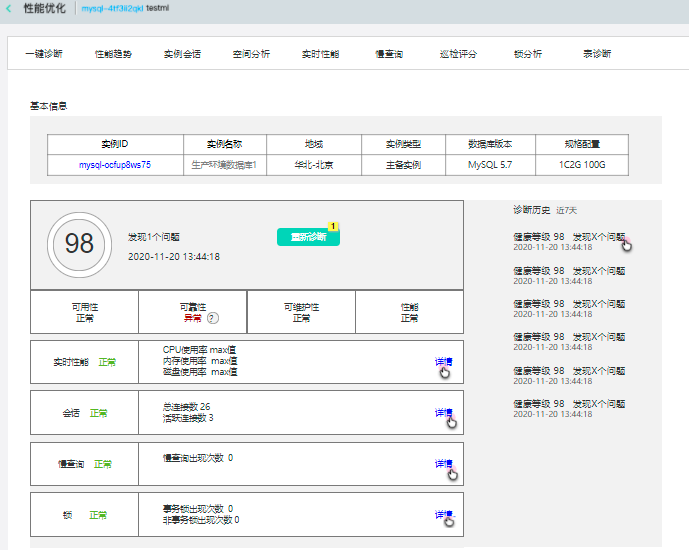 性能优化 mysql-4tf3ii2qkl testml
一键诊断 性能趋势 实例会话 空间分析 实时性能 慢查询 巡检评分 锁分析 表诊断
基本信息
实例ID 实例名称 地域 实例类型 数据库版本 规格配置
mysql-ocfup8ws75 生产环境数据库1 华北-北京 主备实例 MySQL 5.7 1C2G 100G
98
发现1个问题
2020-11-20 13:44:18
重新诊断
1
可用性
正常
可靠性
异常 ?
可维护性
正常
性能
正常
实时性能 正常
CPU使用率 max值
内存使用率 max值
磁盘使用率 max值
详情
会话 正常
总连接数 26
活跃连接数 3
详情
慢查询 正常
慢查询出现次数 0
详情
锁 正常
事务锁出现次数 0
非事务锁出现次数 0
详情
诊断历史 近7天
健康等级 98 发现X个问题
2020-11-20 13:44:18
健康等级 98 发现X个问题
2020-11-20 13:44:18
健康等级 98 发现X个问题
2020-11-20 13:44:18
健康等级 98 发现X个问题
2020-11-20 13:44:18
健康等级 98 发现X个问题
2020-11-20 13:44:18
健康等级 98 发现X个问题
2020-11-20 13:44:18